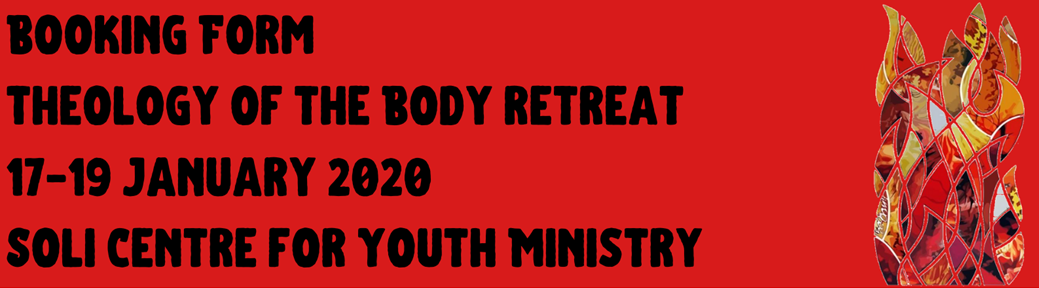 BOOKING FORM
THEOLOGY OF THE BODY RETREAT
17-19 JANUARY 2020
SOLI CENTRE FOR YOUTH MINISTRY